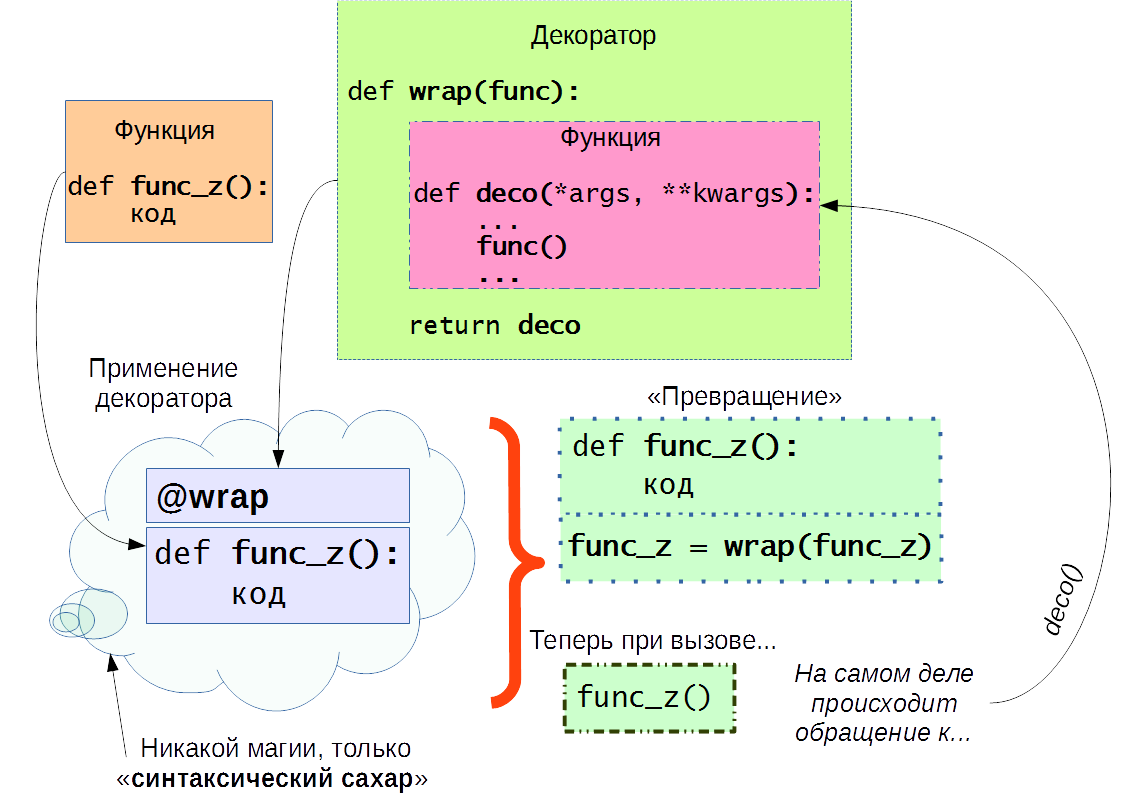 Декоратор
def wrap(func):
Функция
def deco(*args, **kwargs):
...
func()
...
return deco
Функция
def func_z():
код
Применение
декоратора
@wrap
def func_z():
код
Никакой магии, только
«синтаксический сахар»
«Превращение»
def func_z():
код
func_z = wrap(func_z)
Теперь при вызове...
func_z()
На самом деле
происходит
обращение к...
deco()